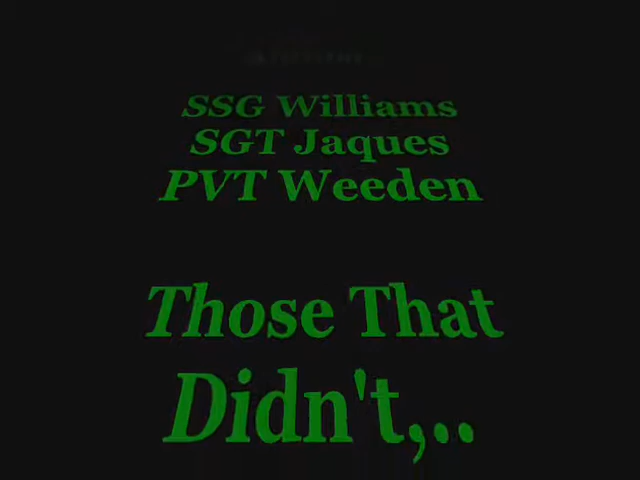 SSG Williams
SGT Jaques
PVT Weeden
Those That
Didn't,..